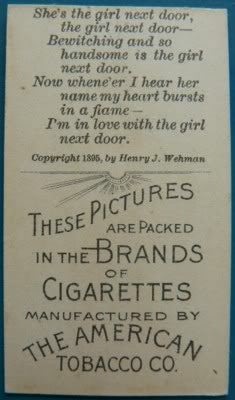 She's the girl next door,
the girl next door—
Bewitching and so
handsome is the girl
next door.
Now whene'er I hear her
name my heart bursts
in a flame —
I'm in love with the girl
next door.
Copyright 1895, by Henry J. Wehman
THESE PICTURES
ARE PACKED
IN THE BRANDS
OF
CIGARETTES
MANUFACTURED BY
THE AMERICAN
TOBACCO CO.